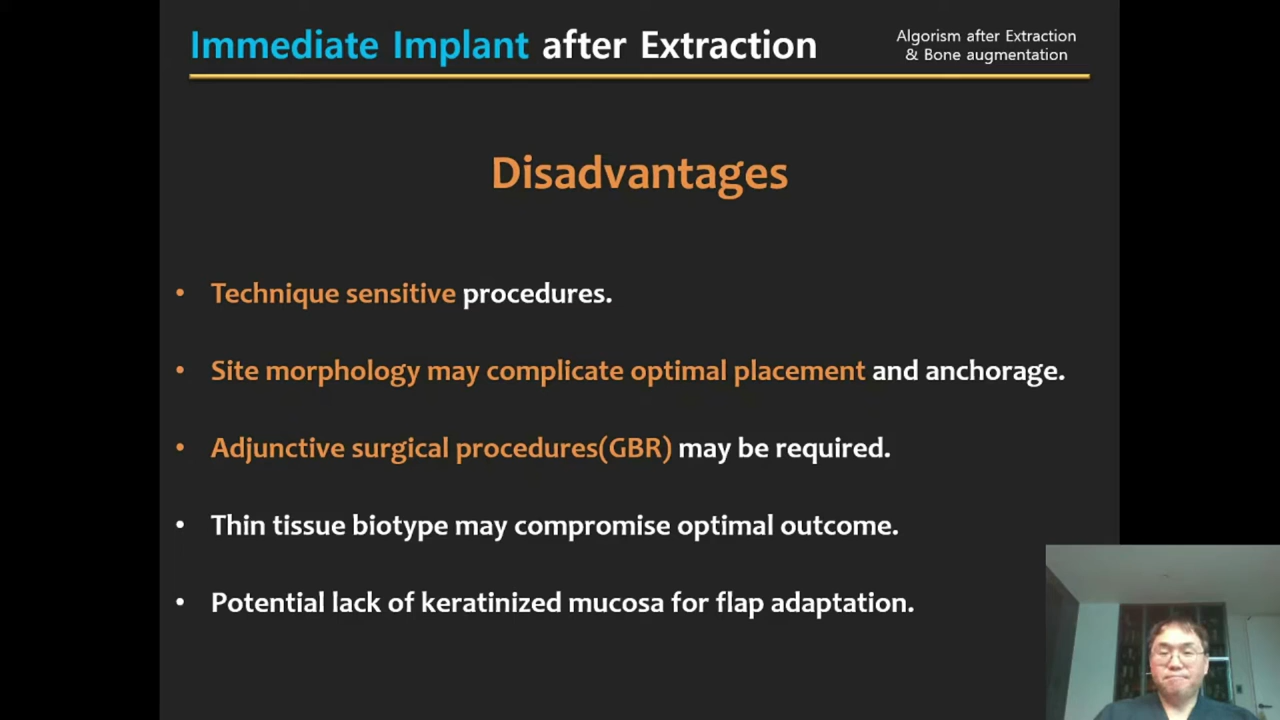 Immediate Implant after Extraction
Algorism after Extraction
& Bone augmentation
Disadvantages
• Technique sensitive procedures.
• Site morphology may complicate optimal placement and anchorage.
• Adjunctive surgical procedures(GBR) may be required.
• Thin tissue biotype may compromise optimal outcome.
• Potential lack of keratinized mucosa for flap adaptation.